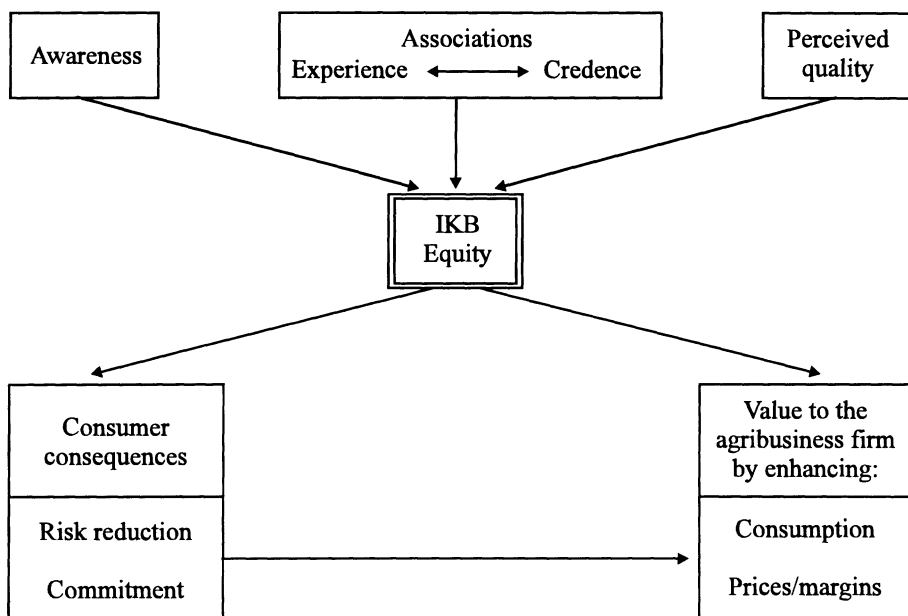 Awareness
Associations
Experience Credence
Perceived
quality
IKB
Equity
Consumer
consequences
Risk reduction
Commitment
Value to the
agribusiness firm
by enhancing:
Consumption
Prices/margins